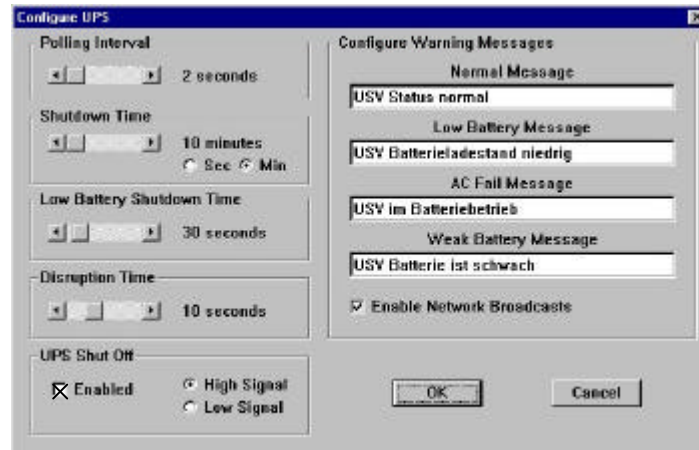 Configure UPS
Polling Interval
2 seconds
Shutdown Time
10 minutes
Sec
Min
Low Battery Shutdown Time
30 seconds
Disruption Time
10 seconds
UPS Shut Off
Enabled
High Signal
Low Signal
Configure Warning Messages
Normal Message
USV Status normal
Low Battery Message
USV Batterieladestand niedrig
AC Fail Message
USV im Batteriebetrieb
Weak Battery Message
USV Batterie ist schwach
Enable Network Broadcasts
OK
Cancel